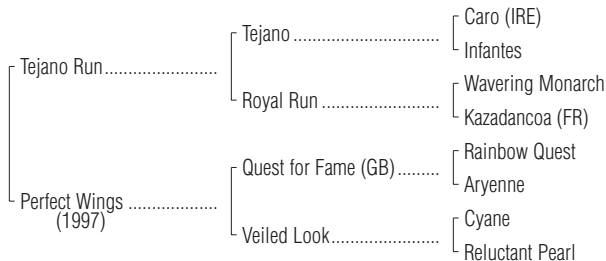 Caro (IRE)
Tejano ........................................
Infantes
Tejano Run.......................
Wavering Monarch
Royal Run ................................
Kazadancoa (FR)
Rainbow Quest
Quest for Fame (GB) .........
Aryenne
Perfect Wings ..................
(1997)
Cyane
Veiled Look.............................
Reluctant Pearl